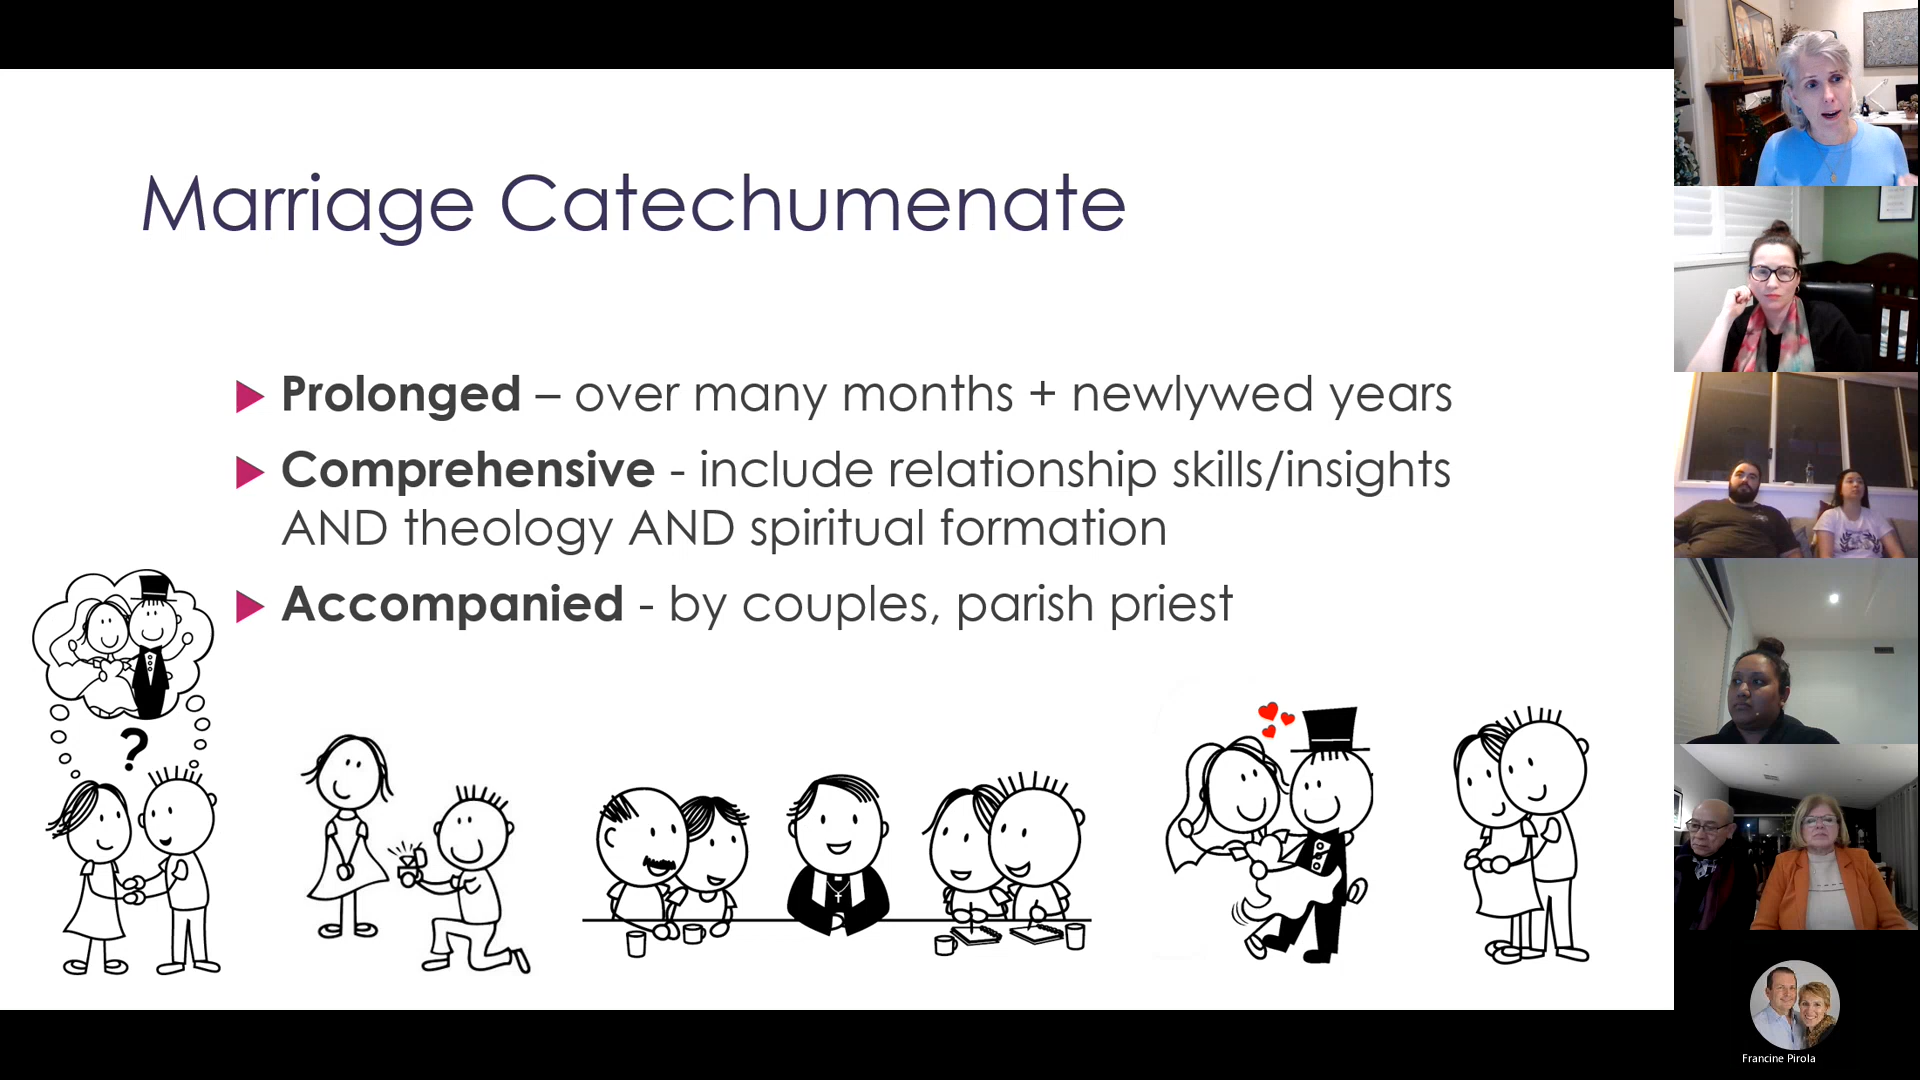 Marriage Catechumenate
Prolonged – over many months + newlywed years
Comprehensive - include relationship skills/insights
AND theology AND spiritual formation
Accompanied - by couples, parish priest
?
Francine Pirola